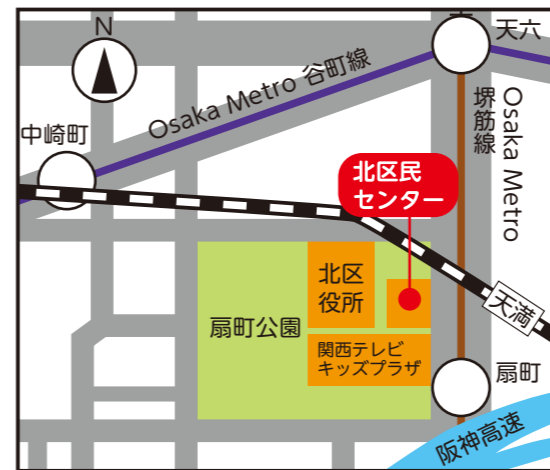 N
天六
Osaka Metro 谷町線
中崎町
Osaka Metro
堺筋線
北区民
センター
北区
役所
天満
扇町公園
関西テレビ
キッズプラザ
扇町
阪神高速